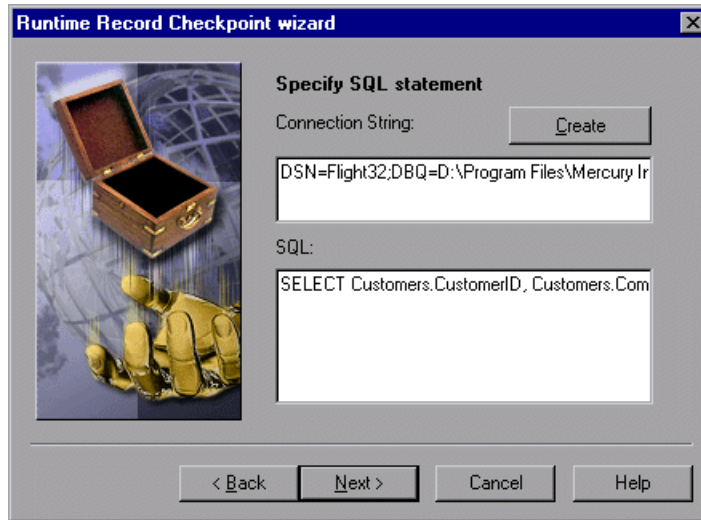 Runtime Record Checkpoint wizard
Specify SQL statement
Connection String:
Create
DSN=Flight32;DBQ=D:\Program Files\Mercury Ir
SQL:
SELECT Customers.CustomerID, Customers.Com
< Back
Next >
Cancel
Help